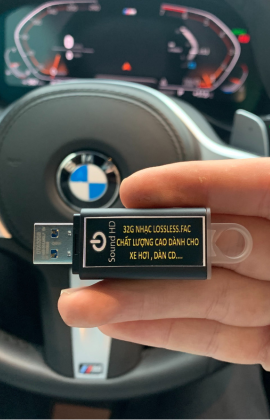 Sound HD
32G NHẠC LOSSLESS.FAC
CHẤT LƯỢNG CAO DÀNH CHO
XE HƠI , DÀN CD....